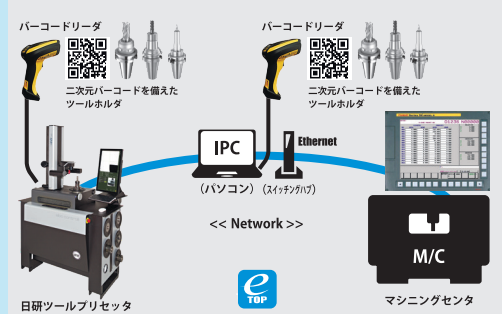 バーコードリーダ
バーコードリーダ
二次元バーコードを備えた
ツールホルダ
二次元バーコードを備えた
ツールホルダ
IPC
Ethernet
(パソコン)
(スイッチングハブ)
<< Network >>
M/C
e
TOP
日研ツールプリセッタ
マシニングセンタ